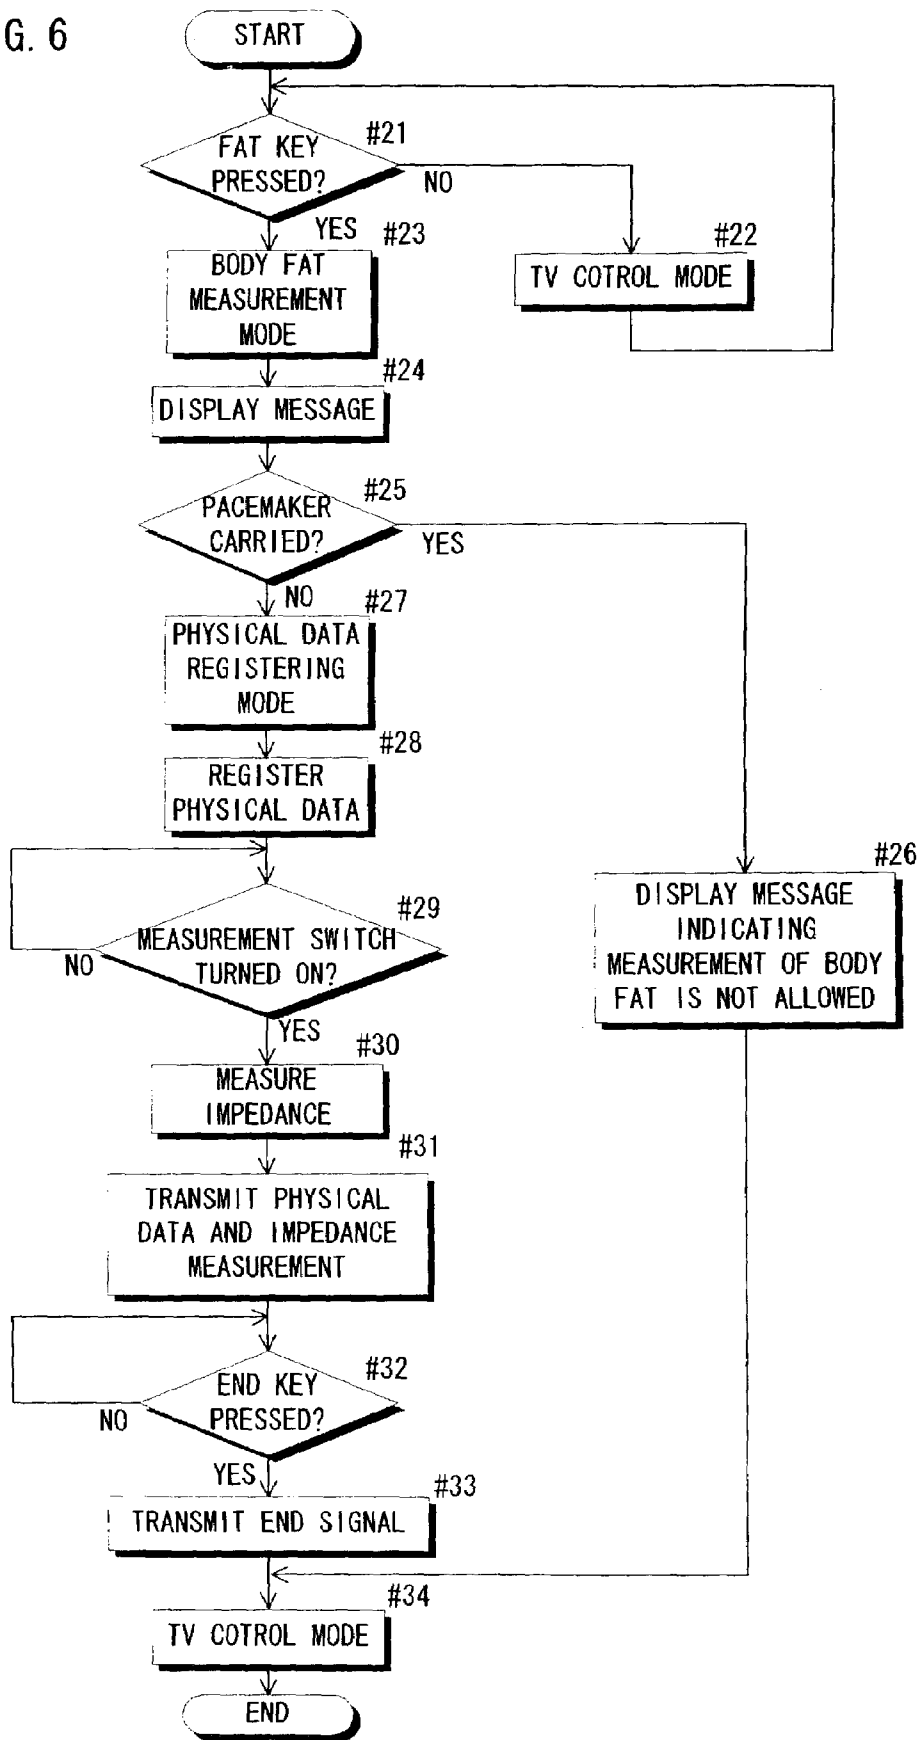 G. 6
START
#21
FAT KEY
PRESSED?
NO
YES
#23
#22
BODY FAT
MEASUREMENT
MODE
TV COTROL MODE
#24
DISPLAY MESSAGE
#25
PACEMAKER
CARRIED?
YES
NO
#27
PHYSICAL DATA
REGISTERING
MODE
#28
REGISTER
PHYSICAL DATA
#26
DISPLAY MESSAGE
INDICATING
MEASUREMENT OF BODY
FAT IS NOT ALLOWED
#29
MEASUREMENT SWITCH
TURNED ON?
NO
YES
#30
MEASURE
IMPEDANCE
#31
TRANSMIT PHYSICAL
DATA AND IMPEDANCE
MEASUREMENT
#32
END KEY
PRESSED?
NO
YES
#33
TRANSMIT END SIGNAL
#34
TV COTROL MODE
END